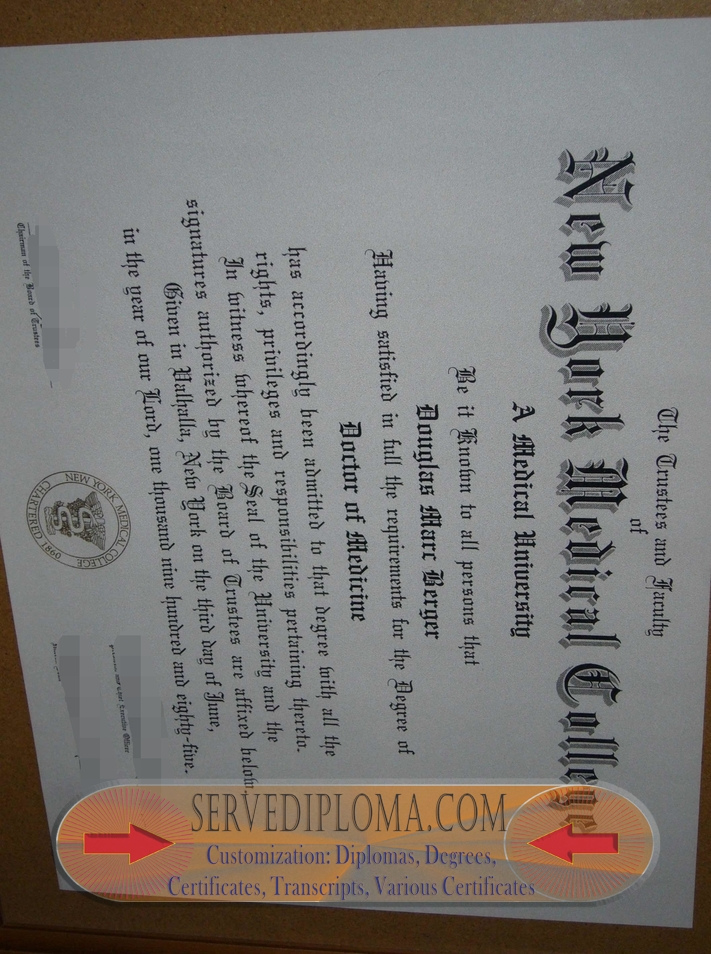 The Trustees and Faculty
of
New York Medical College
A Medical University
Be it Known to all persons that
Douglas Marc Berger
Having satisfied in full the requirements for the Degree of
Doctor of Medicine
has accordingly been admitted to that degree with all the
rights, privileges and responsibilities pertaining thereto.
In witness whereof the Seal of the University and the
signatures authorized by the Board of Trustees are affixed below.
Given in Valhalla, New York on the third day of June,
in the year of our Lord, one thousand nine hundred and eighty-five.
Chairman of the Board of Trustees
NEW YORK MEDICAL COLLEGE
CHARTERED 1860
and Chief Executive Officer
SERVEDIPLOMA.COM
Customization: Diplomas, Degrees,
Certificates, Transcripts, Various Certificates